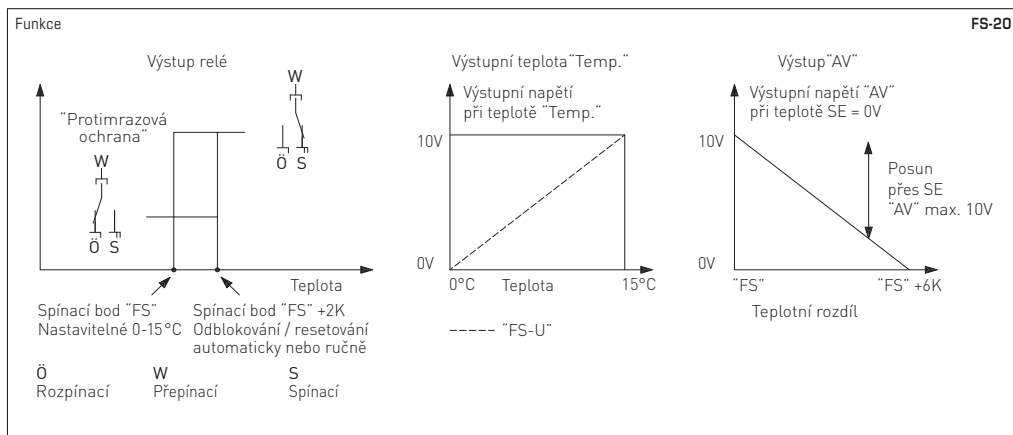 Funkce
FS-20
Výstup relé
"Protimrazová
ochrana"
W
Ö S
W
Ö S
Teplota
Spínací bod "FS"
Nastavitelné 0-15°C
Spínací bod "FS" +2K
Odblokování / resetování
automaticky nebo ručně
Ö
Rozpínací
W
Přepínací
S
Spínací
Výstupní teplota "Temp."
Výstupní napětí
při teplotě "Temp."
10V
0V
0°C
Teplota
15°C
----- "FS-U"
Výstup "AV"
Výstupní napětí "AV"
při teplotě SE = 0V
10V
Posun
přes SE
"AV" max. 10V
0V
"FS"
"FS" +6K
Teplotní rozdíl